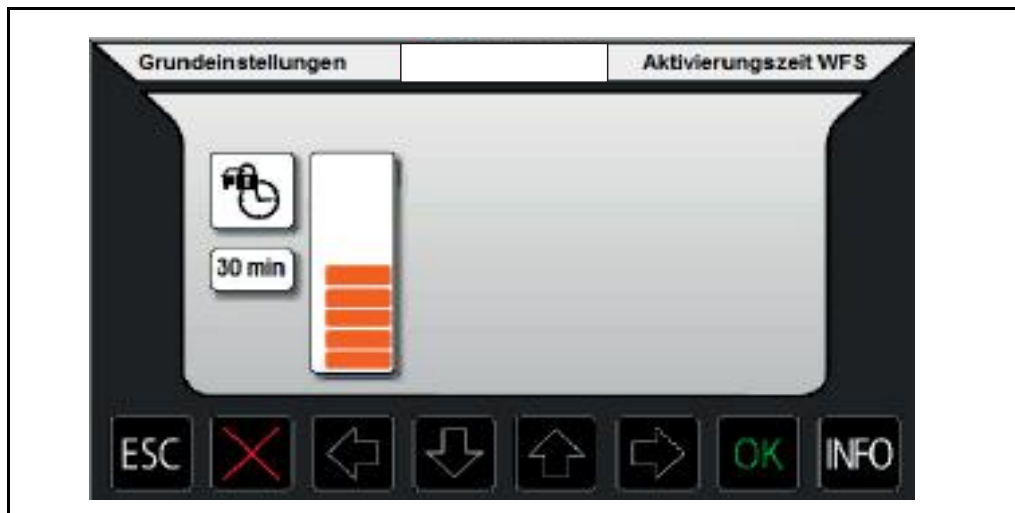 Grundeinstellungen
Aktivierungszeit WFS
30 min
ESC
OK
INFO